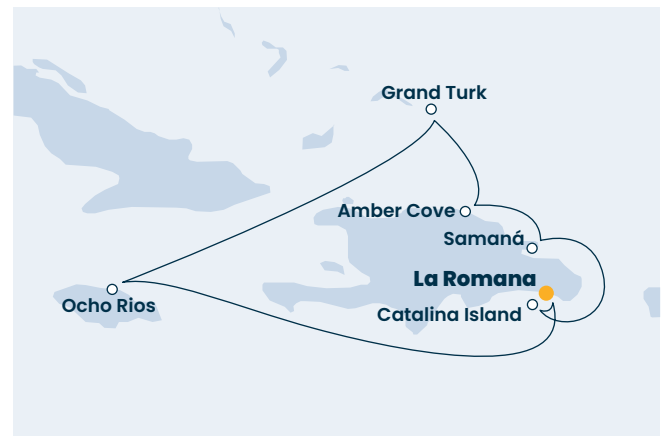 Grand Turk
Amber Cove
Samaná
La Romana
Ocho Rios
Catalina Island